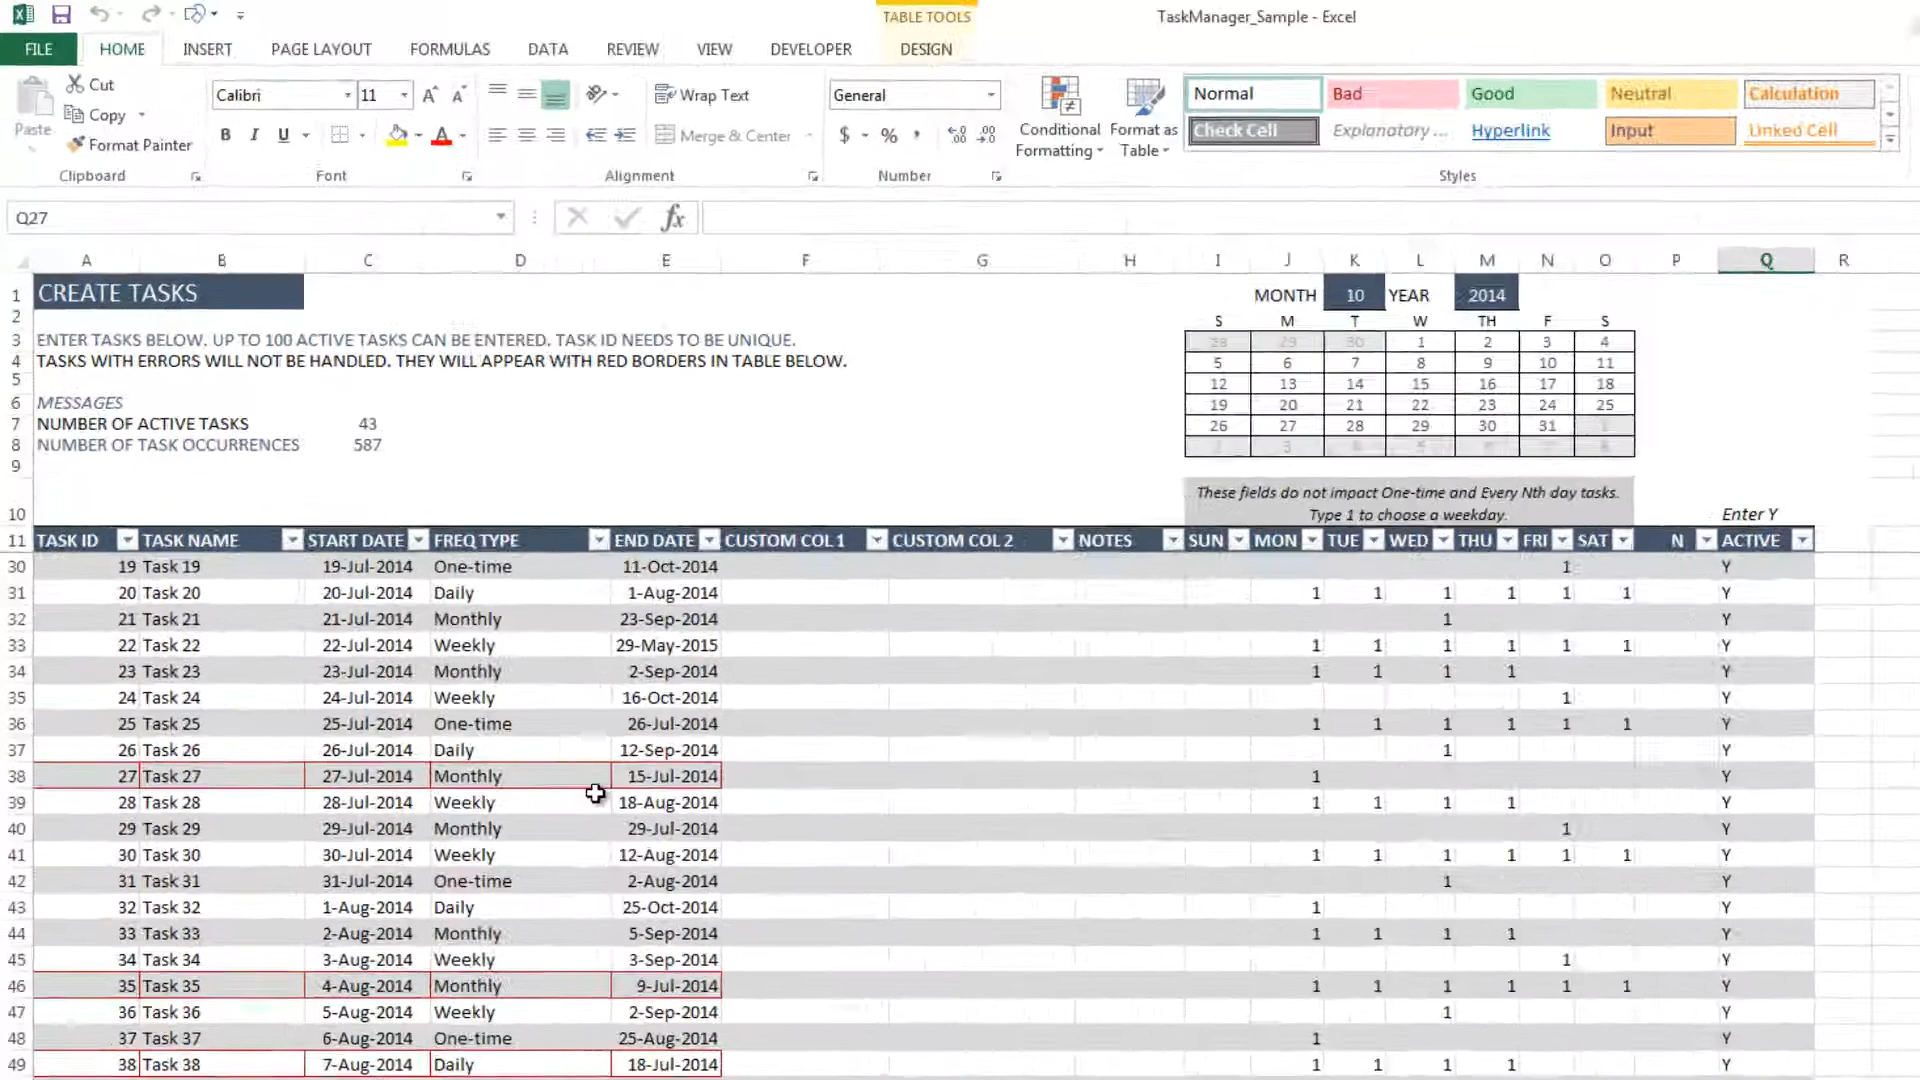 TABLE TOOLS
TaskManager_Sample - Excel
FILE HOME INSERT PAGE LAYOUT FORMULAS DATA REVIEW VIEW DEVELOPER DESIGN
Paste
Cut
Copy
Format Painter
Clipboard
Calibri 11
B I U
Font
Wrap Text
Merge & Center
Alignment
General
$ % ,
Number
Conditional Formatting
Format as Table
Normal Bad Good Neutral Calculation
Check Cell Explanatory ... Hyperlink Input Linked Cell
Styles
Q27
fx
A B C D E F G H I J K L M N O P Q R
1 CREATE TASKS MONTH 10 YEAR 2014
2 S M T W TH F S
3 ENTER TASKS BELOW. UP TO 100 ACTIVE TASKS CAN BE ENTERED. TASK ID NEEDS TO BE UNIQUE. 28 29 30 1 2 3 4
4 TASKS WITH ERRORS WILL NOT BE HANDLED. THEY WILL APPEAR WITH RED BORDERS IN TABLE BELOW. 5 6 7 8 9 10 11
5 12 13 14 15 16 17 18
6 MESSAGES 19 20 21 22 23 24 25
7 NUMBER OF ACTIVE TASKS 43 26 27 28 29 30 31
8 NUMBER OF TASK OCCURRENCES 587
9
These fields do not impact One-time and Every Nth day tasks.
10 Type 1 to choose a weekday. Enter Y
11 TASK ID TASK NAME START DATE FREQ TYPE END DATE CUSTOM COL 1 CUSTOM COL 2 NOTES SUN MON TUE WED THU FRI SAT N ACTIVE
30 19 Task 19 19-Jul-2014 One-time 11-Oct-2014 1 Y
31 20 Task 20 20-Jul-2014 Daily 1-Aug-2014 1 1 1 1 1 1 Y
32 21 Task 21 21-Jul-2014 Monthly 23-Sep-2014 1 Y
33 22 Task 22 22-Jul-2014 Weekly 29-May-2015 1 1 1 1 1 1 Y
34 23 Task 23 23-Jul-2014 Monthly 2-Sep-2014 1 1 1 1 Y
35 24 Task 24 24-Jul-2014 Weekly 16-Oct-2014 1 Y
36 25 Task 25 25-Jul-2014 One-time 26-Jul-2014 1 1 1 1 1 1 Y
37 26 Task 26 26-Jul-2014 Daily 12-Sep-2014 1 Y
38 27 Task 27 27-Jul-2014 Monthly 15-Jul-2014 1 Y
39 28 Task 28 28-Jul-2014 Weekly 18-Aug-2014 1 1 1 1 Y
40 29 Task 29 29-Jul-2014 Monthly 29-Jul-2014 1 Y
41 30 Task 30 30-Jul-2014 Weekly 12-Aug-2014 1 1 1 1 1 1 Y
42 31 Task 31 31-Jul-2014 One-time 2-Aug-2014 1 Y
43 32 Task 32 1-Aug-2014 Daily 25-Oct-2014 1 Y
44 33 Task 33 2-Aug-2014 Monthly 5-Sep-2014 1 1 1 1 Y
45 34 Task 34 3-Aug-2014 Weekly 3-Sep-2014 1 Y
46 35 Task 35 4-Aug-2014 Monthly 9-Jul-2014 1 1 1 1 1 1 Y
47 36 Task 36 5-Aug-2014 Weekly 2-Sep-2014 1 Y
48 37 Task 37 6-Aug-2014 One-time 25-Aug-2014 1 Y
49 38 Task 38 7-Aug-2014 Daily 18-Jul-2014 1 1 1 1 Y